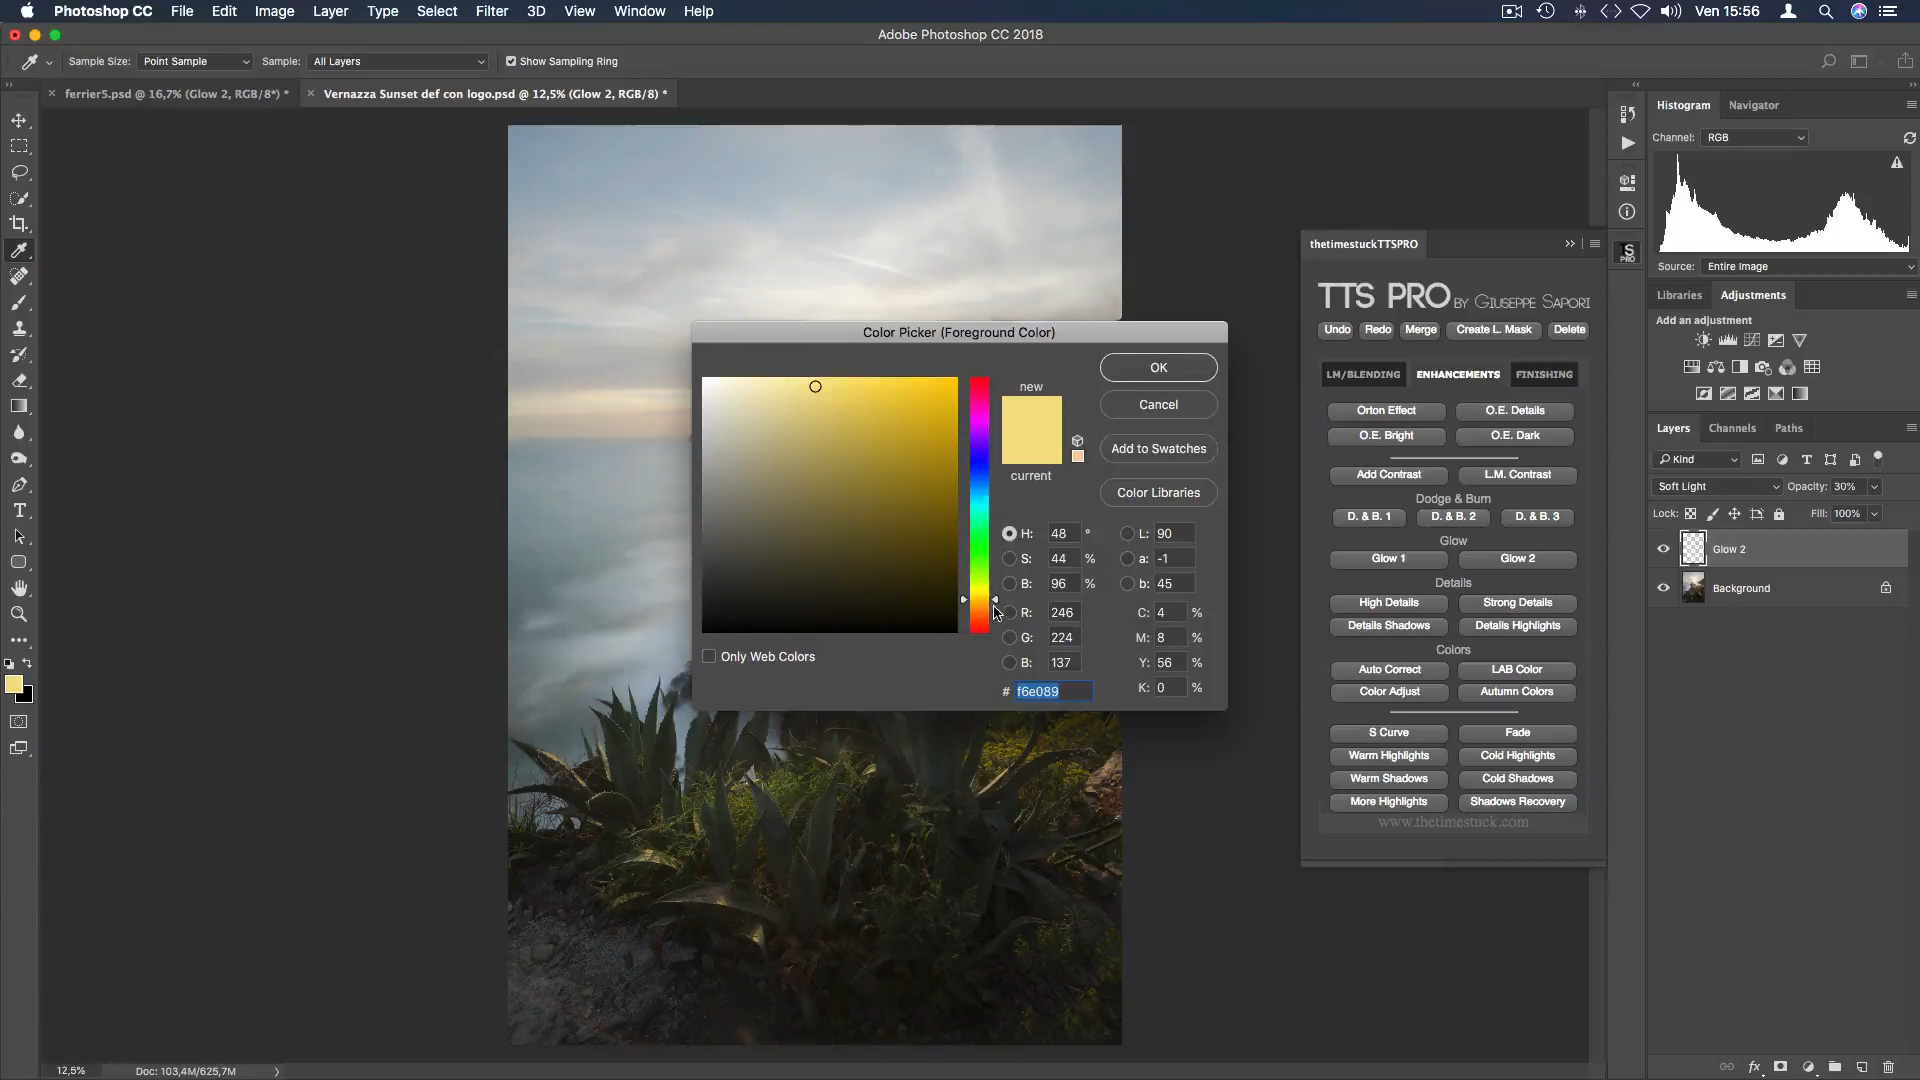 Photoshop CC File Edit Image Layer Type Select Filter 3D View Window Help Ven 15:56
Adobe Photoshop CC 2018
Sample Size: Point Sample Sample: All Layers Show Sampling Ring
ferrier5.psd @ 16,7% (Glow 2, RGB/8*) * Vernazza Sunset def con logo.psd @ 12,5% (Glow 2, RGB/8) *
Histogram Navigator
Channel: RGB
Source: Entire Image
Libraries Adjustments
Add an adjustment
Layers Channels Paths
Kind
Soft Light Opacity: 30%
Lock: Fill: 100%
Glow 2
Background
thetimestuckTTSPRO
TS
PRO
TTS PRO BY GIUSEPPE SAPORI
Undo Redo Merge Create L. Mask Delete
LM/BLENDING ENHANCEMENTS FINISHING
Orton Effect O.E. Details
O.E. Bright O.E. Dark
Add Contrast L.M. Contrast
Dodge & Burn
D. & B. 1 D. & B. 2 D. & B. 3
Glow
Glow 1 Glow 2
Details
High Details Strong Details
Details Shadows Details Highlights
Colors
Auto Correct LAB Color
Color Adjust Autumn Colors
S Curve Fade
Warm Highlights Cold Highlights
Warm Shadows Cold Shadows
More Highlights Shadows Recovery
www.thetimestuck.com
Color Picker (Foreground Color)
new
current
OK
Cancel
Add to Swatches
Color Libraries
H: 48 ° L: 90
S: 44 % a: -1
B: 96 % b: 45
R: 246 C: 4 %
G: 224 M: 8 %
B: 137 Y: 56 %
# f6e089 K: 0 %
Only Web Colors
12,5% Doc: 103,4M/625,7M